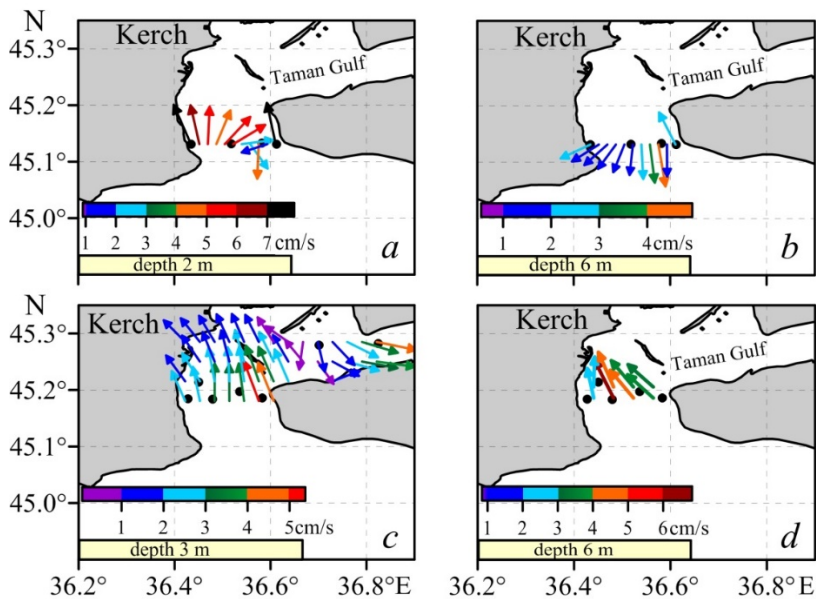 N
Kerch
Taman Gulf
45.3°
45.2°
45.1°
45.0°
1 2 3 4 5 6 7 cm/s
depth 2 m
a
Kerch
Taman Gulf
1 2 3 4 cm/s
depth 6 m
b
N
Kerch
45.3°
45.2°
45.1°
45.0°
1 2 3 4 5 cm/s
depth 3 m
c
36.2° 36.4° 36.6° 36.8° E
Kerch
Taman Gulf
1 2 3 4 5 6 cm/s
depth 6 m
d
36.2° 36.4° 36.6° 36.8° E